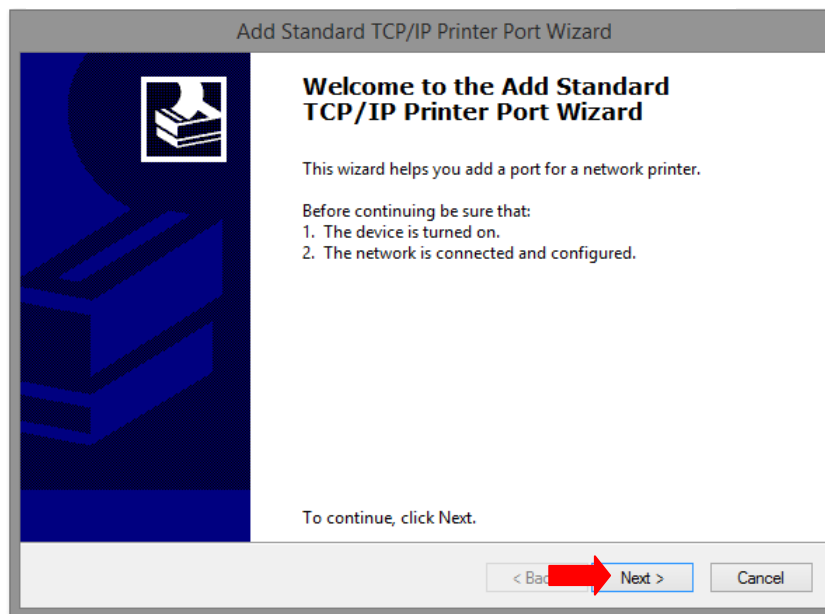 Add Standard TCP/IP Printer Port Wizard
Welcome to the Add Standard
TCP/IP Printer Port Wizard
This wizard helps you add a port for a network printer.
Before continuing be sure that:
1. The device is turned on.
2. The network is connected and configured.
To continue, click Next.
< Bac Next > Cancel